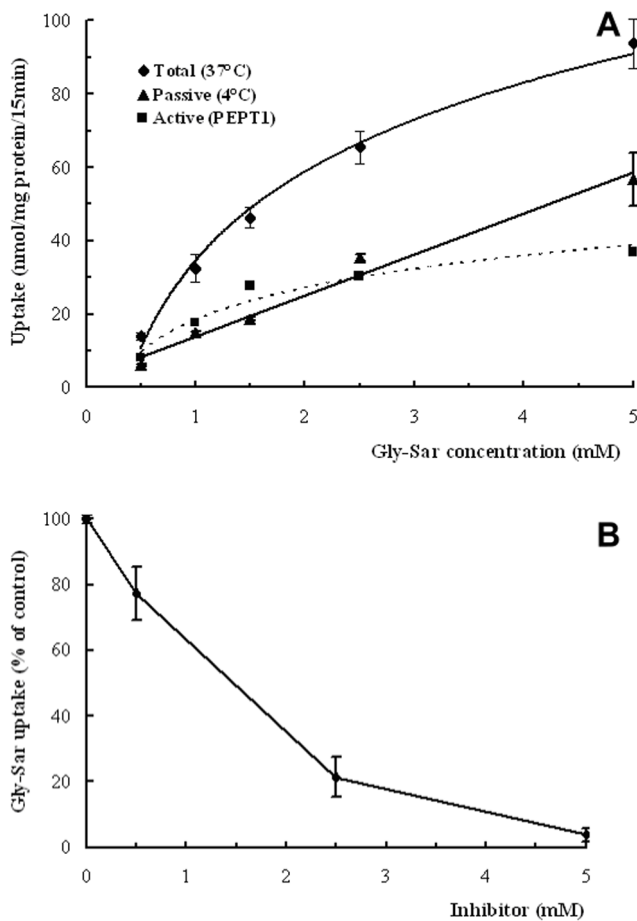 A
100
80
60
40
20
0
Uptake (nmol/mg protein/15min)
Total (37°C)
Passive (4°C)
Active (PEPT1)
0 1 2 3 4 5
Gly-Sar concentration (mM)
B
100
80
60
40
20
0
Gly-Sar uptake (% of control)
0 1 2 3 4 5
Inhibitor (mM)